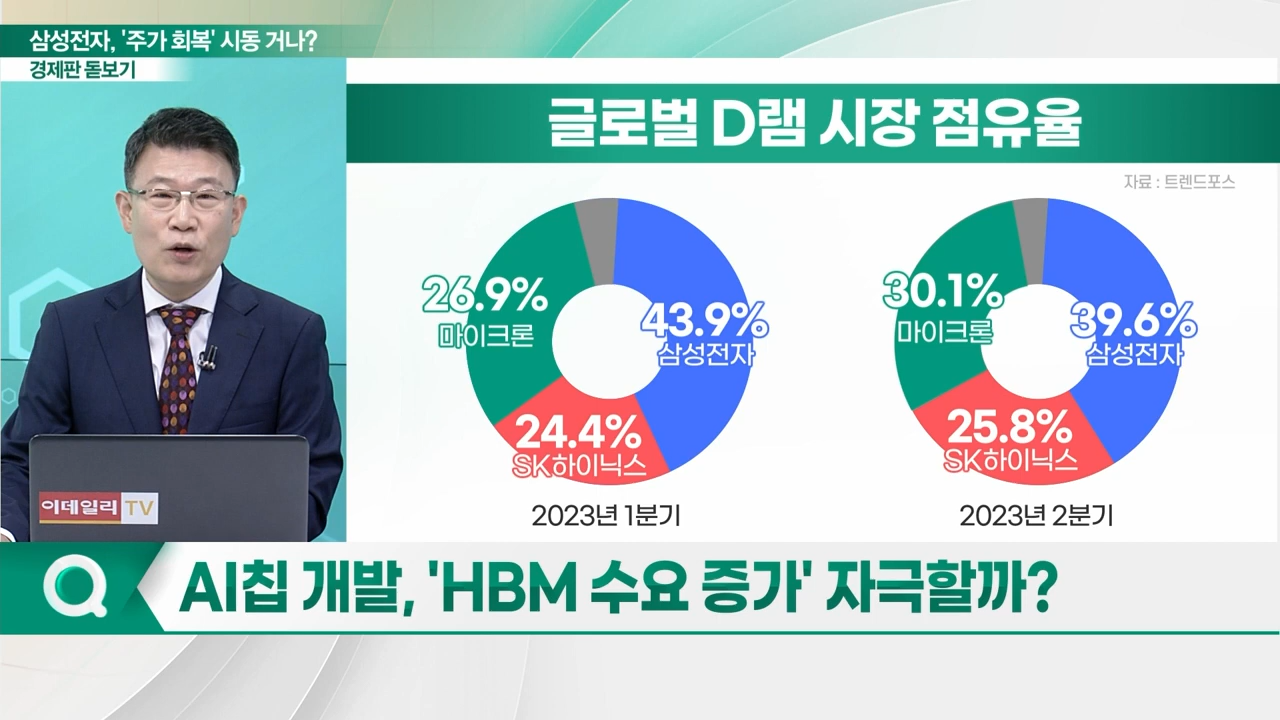 삼성전자, '주가 회복' 시동 거나?
경제판 돋보기
글로벌 D램 시장 점유율
자료 : 트렌드포스
26.9%
마이크론
43.9%
삼성전자
24.4%
SK하이닉스
2023년 1분기
30.1%
마이크론
39.6%
삼성전자
25.8%
SK하이닉스
2023년 2분기
이데일리 TV
AI칩 개발, 'HBM 수요 증가' 자극할까?